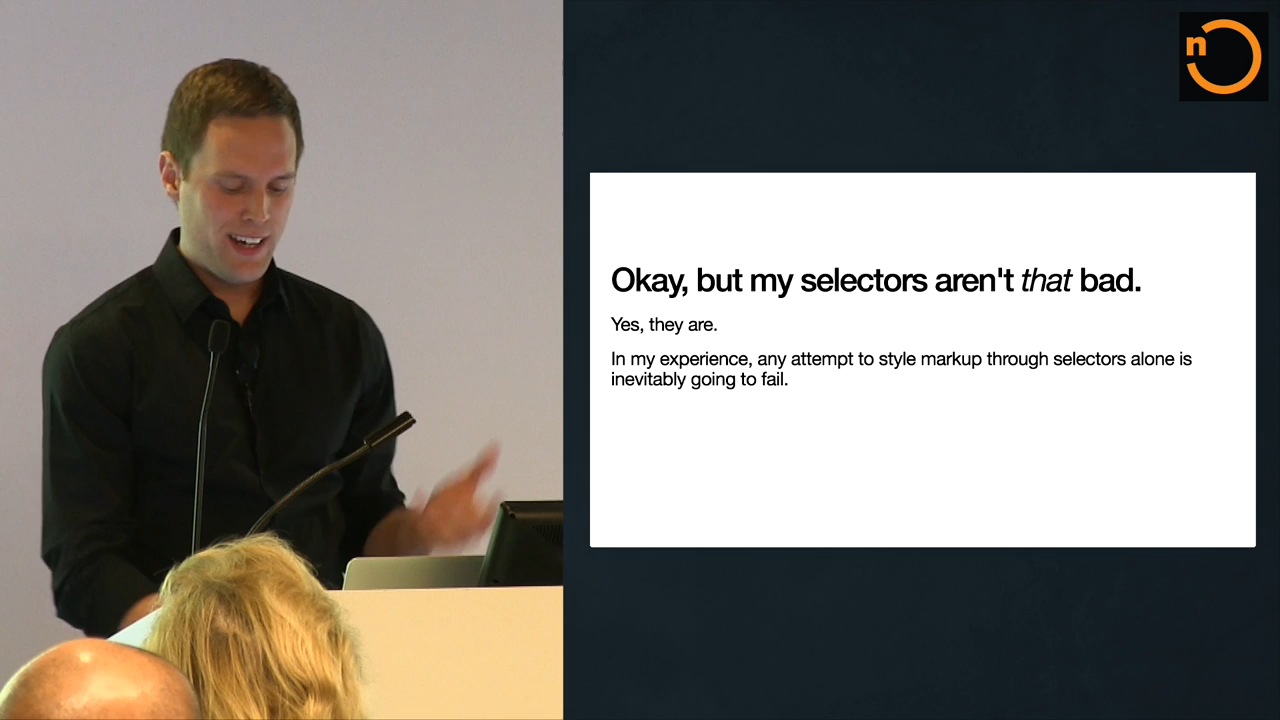 n
Okay, but my selectors aren't that bad.
Yes, they are.
In my experience, any attempt to style markup through selectors alone is
inevitably going to fail.